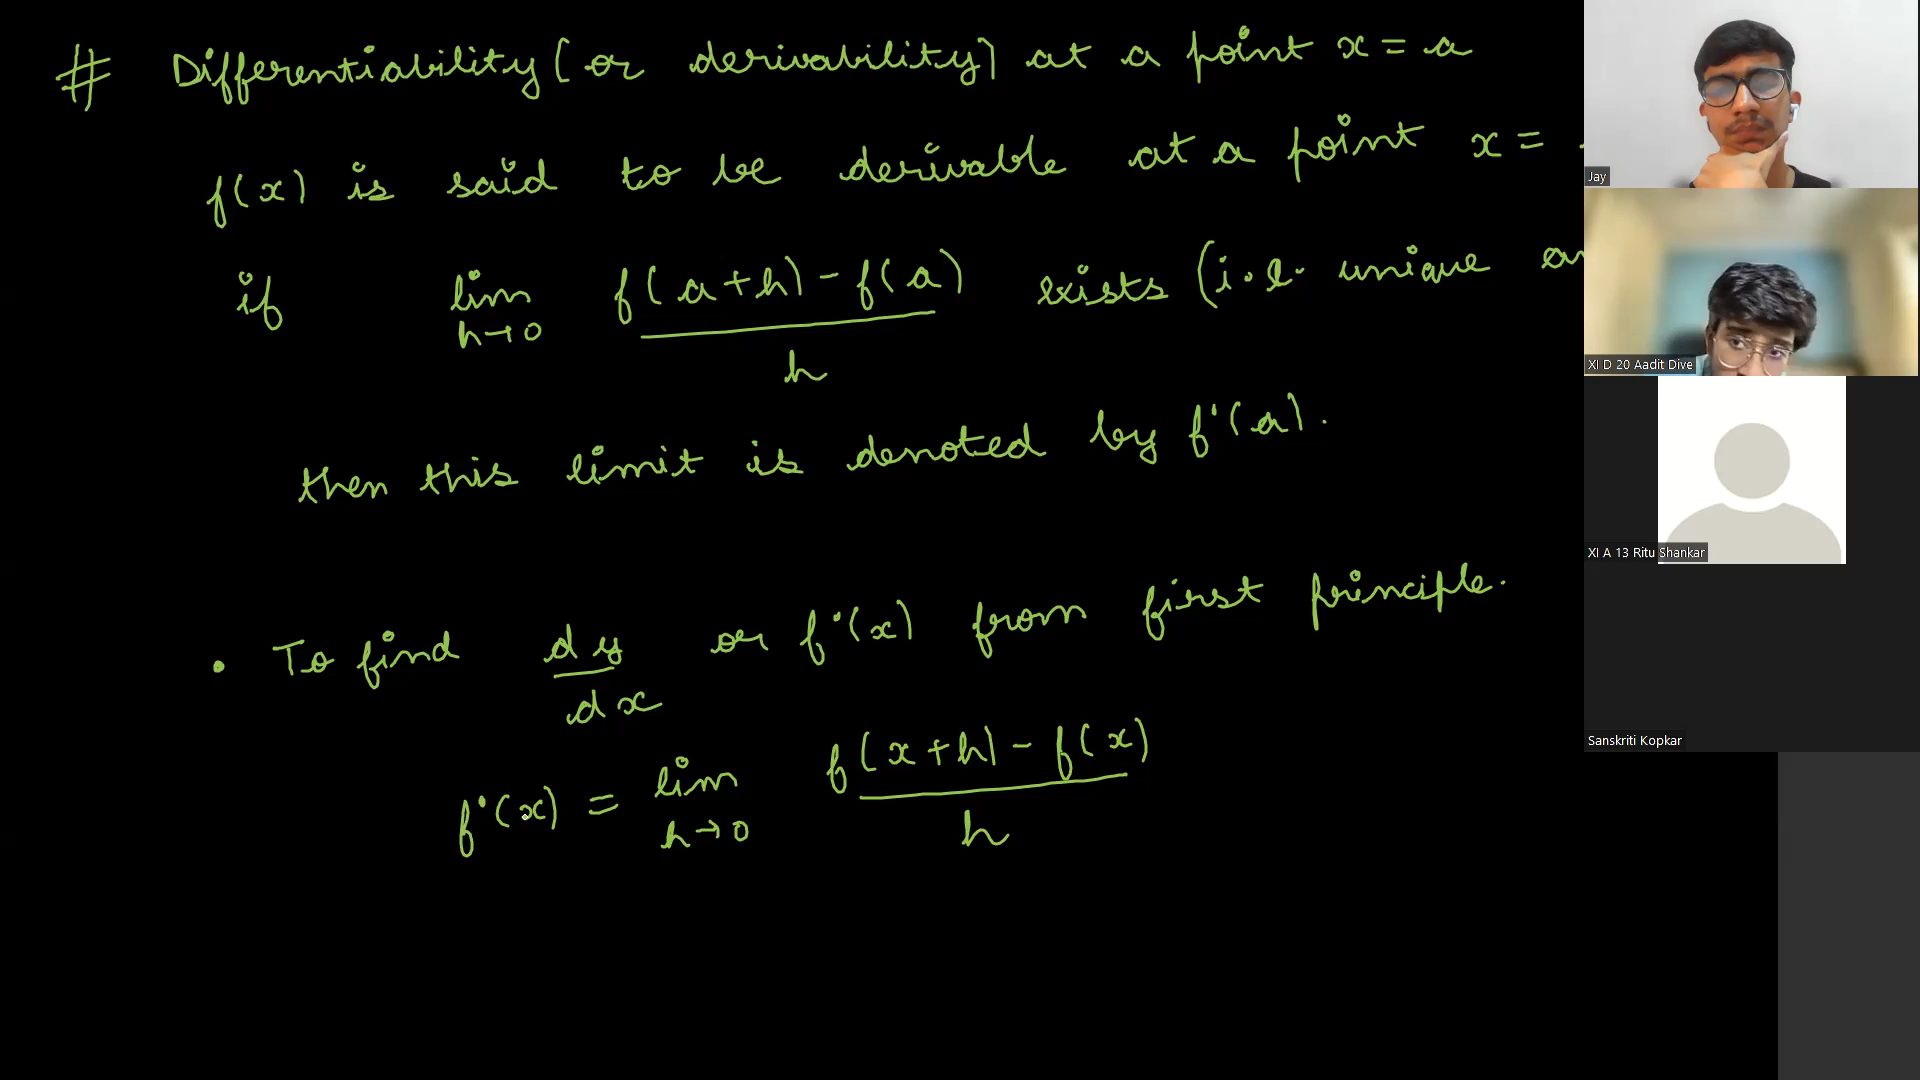 # Differentiability (or derivability) at a point x = a
f(x) is said to be derivable at a point x =
if lim h→0 f(a+h) - f(a) / h exists (i.e. unique
then this limit is denoted by f'(a).
• To find dy/dx or f'(x) from first principle.
f'(x) = lim h→0 f(x+h) - f(x) / h
Jay
XI D 20 Aadit Dive
XI A 13 Ritu Shankar
Sanskriti Kopkar